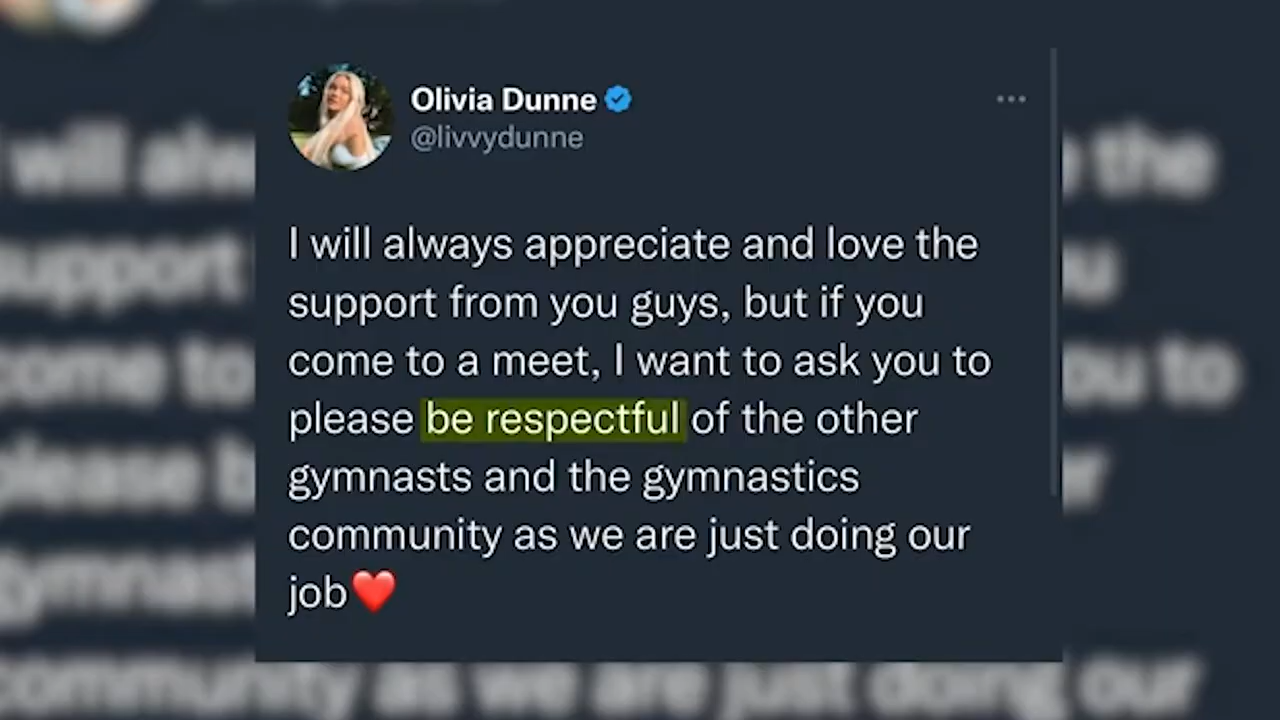 Olivia Dunne
@livvydunne
I will always appreciate and love the
support from you guys, but if you
come to a meet, I want to ask you to
please be respectful of the other
gymnasts and the gymnastics
community as we are just doing our
job❤️